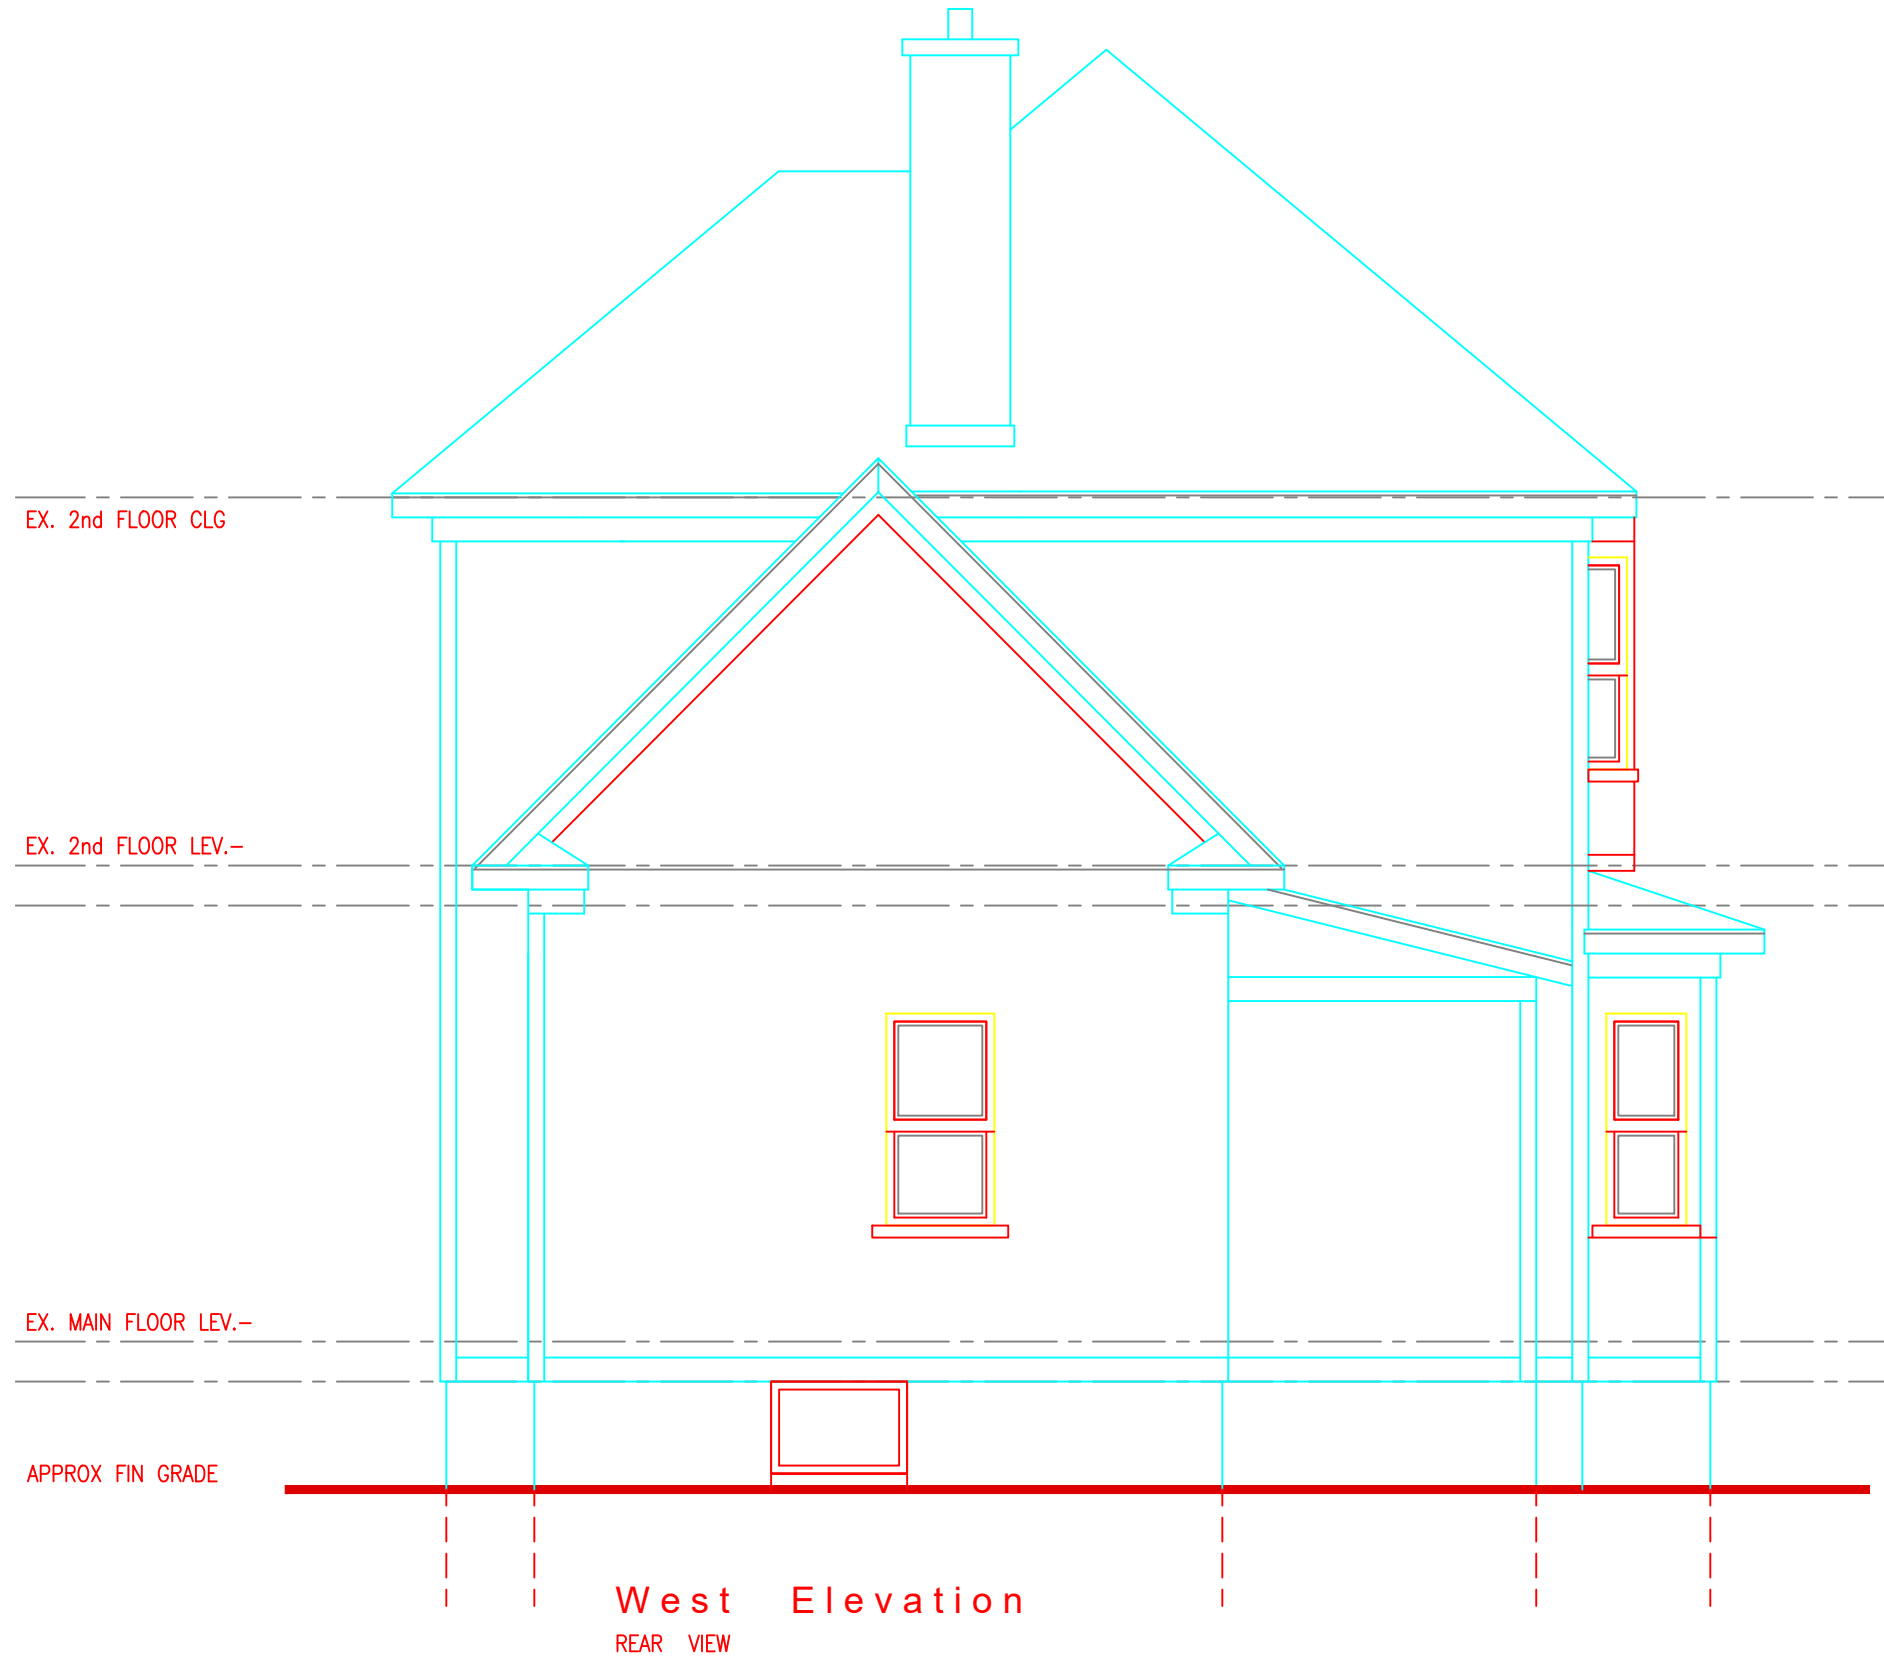 EX. 2nd FLOOR CLG
EX. 2nd FLOOR LEV.-
EX. MAIN FLOOR LEV.-
APPROX FIN GRADE
West Elevation
REAR VIEW